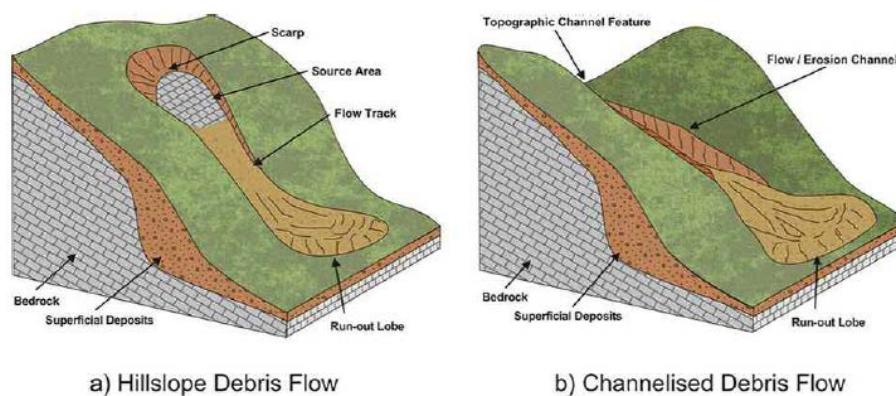 Scarp
Source Area
Flow Track
Bedrock
Superficial Deposits
Run-out Lobe
a) Hillslope Debris Flow
Topographic Channel Feature
Flow / Erosion Channel
Bedrock
Superficial
Deposits
Run-out Lobe
b) Channelised Debris Flow